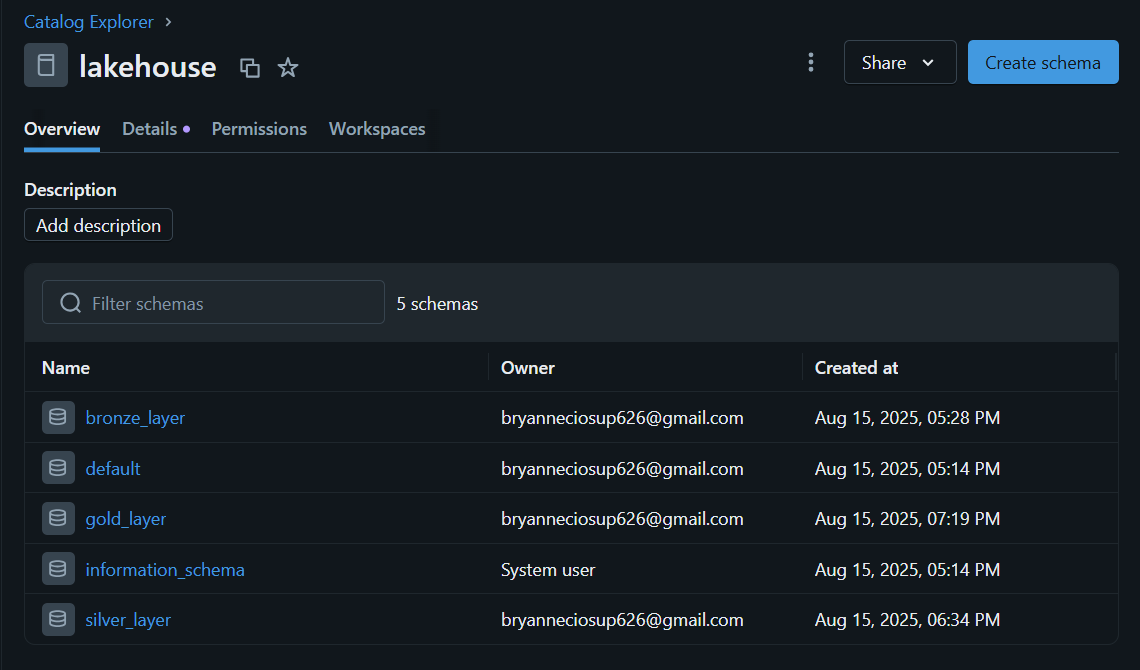 Catalog Explorer
lakehouse
Share
Create schema
Overview Details Permissions Workspaces
Description
Add description
Filter schemas 5 schemas
Name Owner Created at
bronze_layer bryanneciosup626@gmail.com Aug 15, 2025, 05:28 PM
default bryanneciosup626@gmail.com Aug 15, 2025, 05:14 PM
gold_layer bryanneciosup626@gmail.com Aug 15, 2025, 07:19 PM
information_schema System user Aug 15, 2025, 05:14 PM
silver_layer bryanneciosup626@gmail.com Aug 15, 2025, 06:34 PM